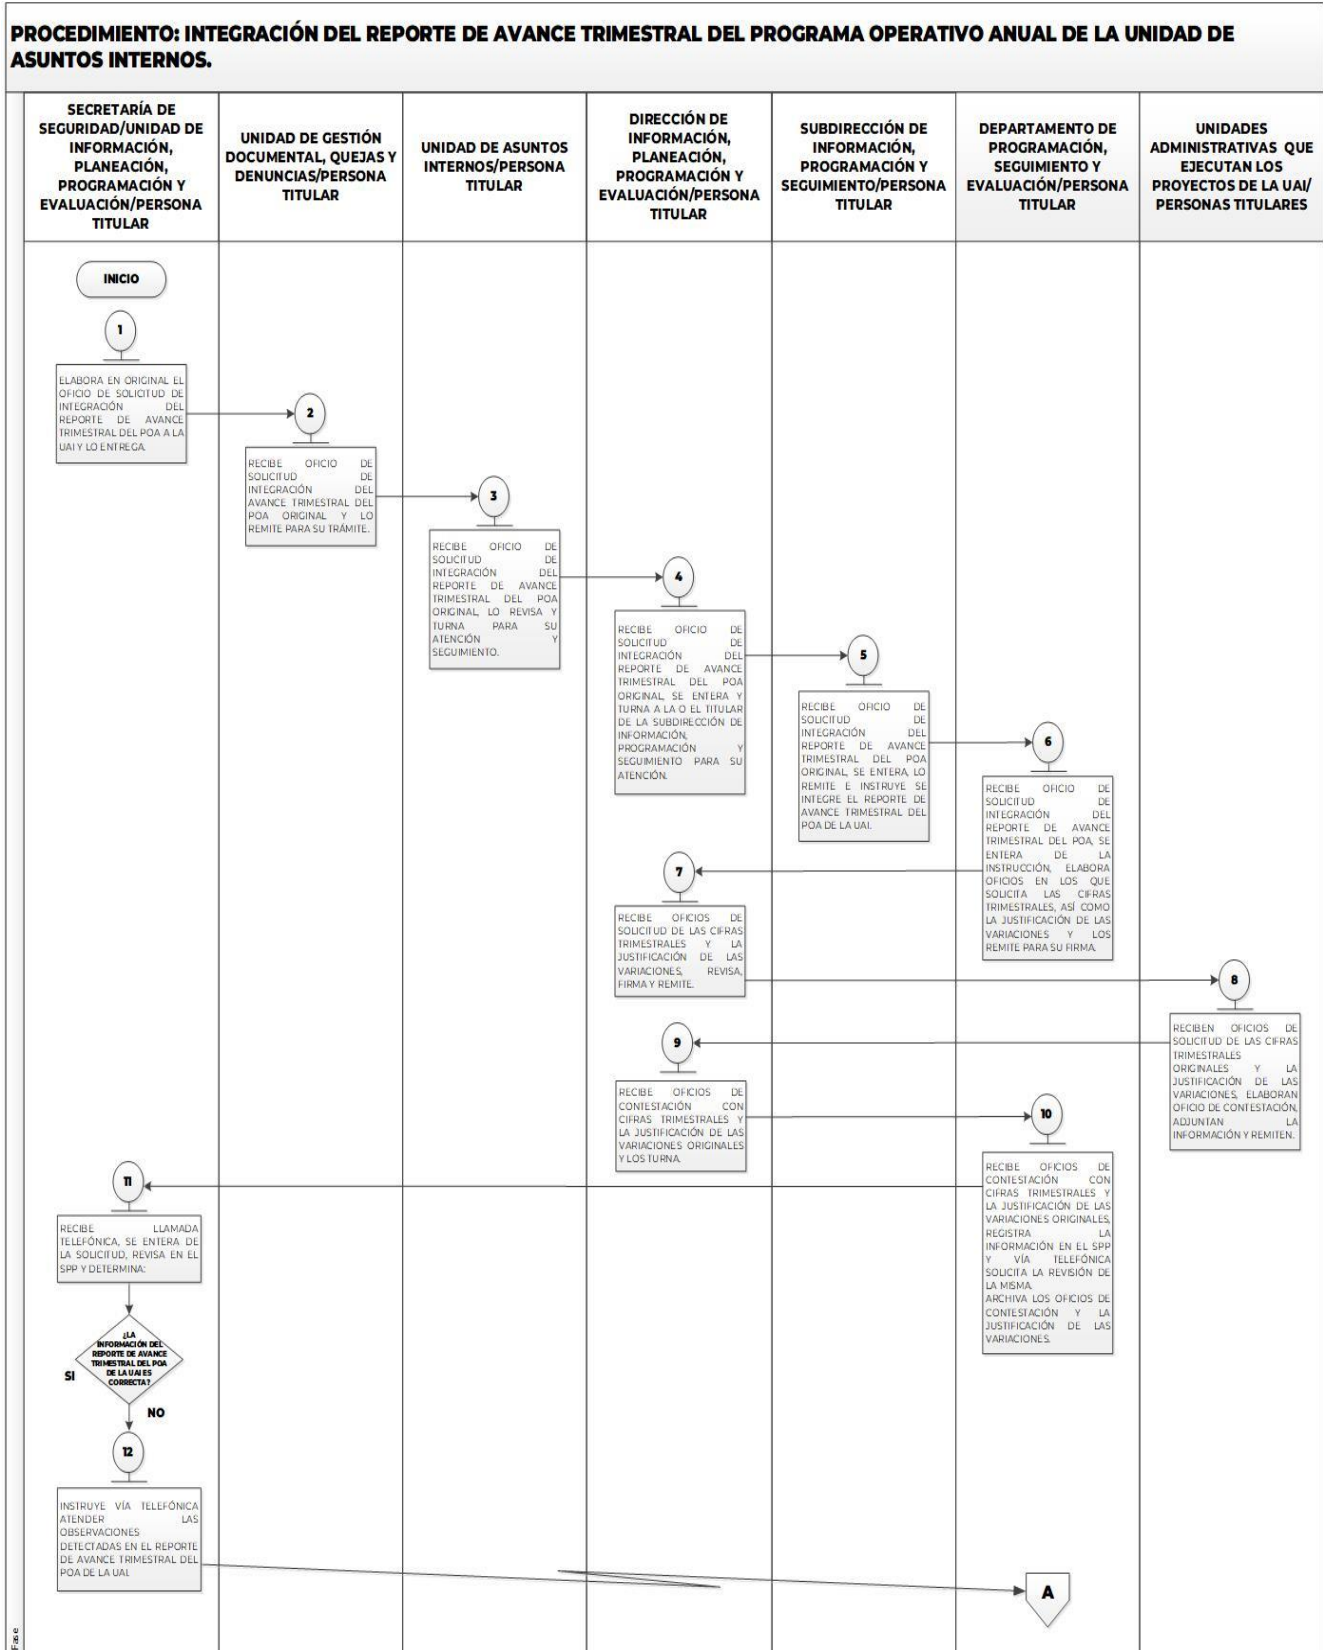 PROCEDIMIENTO: INTEGRACIÓN DEL REPORTE DE AVANCE TRIMESTRAL DEL PROGRAMA OPERATIVO ANUAL DE LA UNIDAD DE
ASUNTOS INTERNOS.
SECRETARÍA DE
SEGURIDAD/UNIDAD DE
INFORMACIÓN,
PLANEACIÓN,
PROGRAMACIÓN Y
EVALUACIÓN/PERSONA
TITULAR
UNIDAD DE GESTIÓN
DOCUMENTAL, QUEJAS Y
DENUNCIAS/PERSONA
TITULAR
UNIDAD DE ASUNTOS
INTERNOS/PERSONA
TITULAR
DIRECCIÓN DE
INFORMACIÓN,
PLANEACIÓN,
PROGRAMACIÓN Y
EVALUACIÓN/PERSONA
TITULAR
SUBDIRECCIÓN DE
INFORMACIÓN,
PROGRAMACIÓN Y
SEGUIMIENTO/PERSONA
TITULAR
DEPARTAMENTO DE
PROGRAMACIÓN,
SEGUIMIENTO Y
EVALUACIÓN/PERSONA
TITULAR
UNIDADES
ADMINISTRATIVAS QUE
EJECUTAN LOS
PROYECTOS DE LA UAI/
PERSONAS TITULARES
INICIO
1
ELABORA EN ORIGINAL EL
OFICIO DE SOLICITUD DE
INTEGRACIÓN DEL
REPORTE DE AVANCE
TRIMESTRAL DEL POA A LA
UAI Y LO ENTREGA.
2
RECIBE OFICIO DE
SOLICITUD DE
INTEGRACIÓN DEL
AVANCE TRIMESTRAL DEL
POA ORIGINAL Y LO
REMITE PARA SU TRÁMITE.
3
RECIBE OFICIO DE
SOLICITUD DE
INTEGRACIÓN DEL
REPORTE DE AVANCE
TRIMESTRAL DEL POA
ORIGINAL, LO REVISA Y
TURNA PARA SU
ATENCIÓN Y
SEGUIMIENTO.
4
RECIBE OFICIO DE
SOLICITUD DE
INTEGRACIÓN DEL
REPORTE DE AVANCE
TRIMESTRAL DEL POA
ORIGINAL, SE ENTERA Y
TURNA A LA O EL TITULAR
DE LA SUBDIRECCIÓN DE
INFORMACIÓN,
PROGRAMACIÓN Y
SEGUIMIENTO PARA SU
ATENCIÓN.
5
RECIBE OFICIO DE
SOLICITUD DE
INTEGRACIÓN DEL
REPORTE DE AVANCE
TRIMESTRAL DEL POA
ORIGINAL, SE ENTERA, LO
REMITE E INSTRUYE SE
INTEGRE EL REPORTE DE
AVANCE TRIMESTRAL DEL
POA DE LA UAI.
6
RECIBE OFICIO DE
SOLICITUD DE
INTEGRACIÓN DEL
REPORTE DE AVANCE
TRIMESTRAL DEL POA, SE
ENTERA DE LA
INSTRUCCIÓN, ELABORA
OFICIOS EN LOS QUE
SOLICITA LAS CIFRAS
TRIMESTRALES, ASÍ COMO
LA JUSTIFICACIÓN DE LAS
VARIACIONES Y LOS
REMITE PARA SU FIRMA.
7
RECIBE OFICIOS DE
SOLICITUD DE LAS CIFRAS
TRIMESTRALES Y LA
JUSTIFICACIÓN DE LAS
VARIACIONES, REVISA,
FIRMA Y REMITE.
8
RECIBEN OFICIOS DE
SOLICITUD DE LAS CIFRAS
TRIMESTRALES
ORIGINALES Y LA
JUSTIFICACIÓN DE LAS
VARIACIONES, ELABORAN
OFICIO DE CONTESTACIÓN,
ADJUNTAN LA
INFORMACIÓN Y REMITEN.
9
RECIBE OFICIOS DE
CONTESTACIÓN CON
CIFRAS TRIMESTRALES Y
LA JUSTIFICACIÓN DE LAS
VARIACIONES ORIGINALES
Y LOS TURNA.
10
RECIBE OFICIOS DE
CONTESTACIÓN CON
CIFRAS TRIMESTRALES Y
LA JUSTIFICACIÓN DE LAS
VARIACIONES ORIGINALES,
REGISTRA LA
INFORMACIÓN EN EL SPP
Y VÍA TELEFÓNICA
SOLICITA LA REVISIÓN DE
LA MISMA.
ARCHIVA LOS OFICIOS DE
CONTESTACIÓN Y LA
JUSTIFICACIÓN DE LAS
VARIACIONES.
11
RECIBE LLAMADA
TELEFÓNICA, SE ENTERA DE
LA SOLICITUD, REVISA EN EL
SPP Y DETERMINA:
¿LA
INFORMACIÓN DEL
REPORTE DE AVANCE
TRIMESTRAL DEL POA
DE LA UAI ES
CORRECTA?
SI
NO
12
INSTRUYE VÍA TELEFÓNICA
ATENDER LAS
OBSERVACIONES
DETECTADAS EN EL REPORTE
DE AVANCE TRIMESTRAL DEL
POA DE LA UAI.
A
Fase